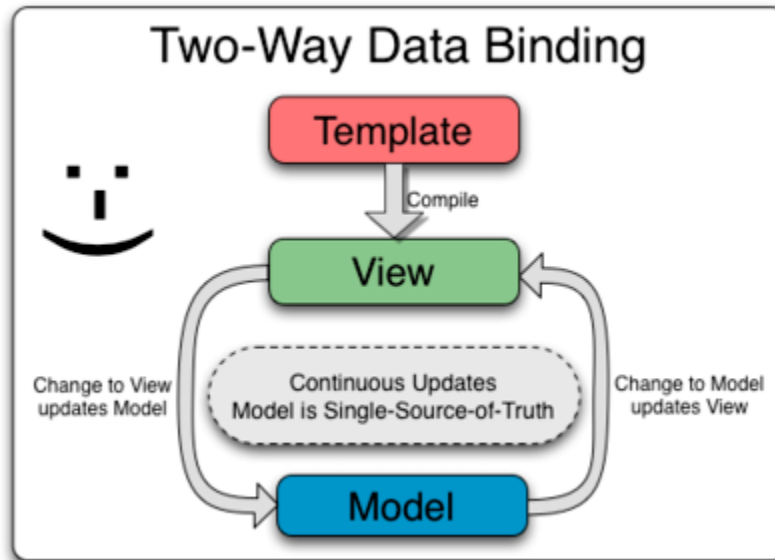 Two-Way Data Binding
Template
Compile
View
Change to View
updates Model
Continuous Updates
Model is Single-Source-of-Truth
Change to Model
updates View
Model